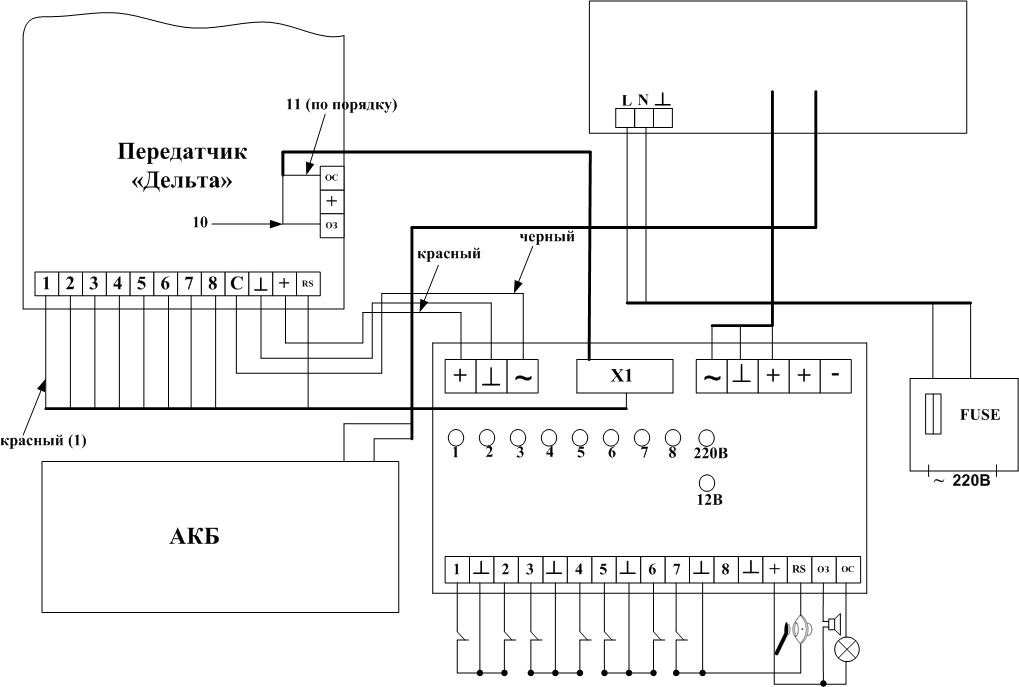 11 (по порядку)
Передатчик
«Дельта»
ОС
+
ОЗ
10
L N ⊥
черный
красный
1 2 3 4 5 6 7 8 С ⊥ + RS
+ ⊥ ~
X1
~ ⊥ + + -
красный (1)
FUSE
~ 220В
1 2 3 4 5 6 7 8 220В
12В
АКБ
1 ⊥ 2 3 ⊥ 4 5 ⊥ 6 7 ⊥ 8 ⊥ + RS ОЗ ОС